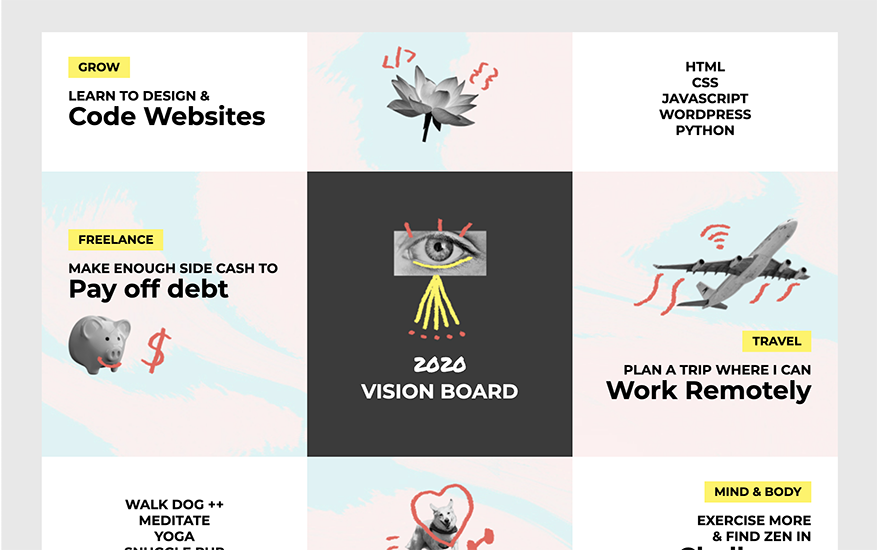 GROW
LEARN TO DESIGN &
Code Websites
</>
{ }
HTML
CSS
JAVASCRIPT
WORDPRESS
PYTHON
FREELANCE
MAKE ENOUGH SIDE CASH TO
Pay off debt
$
2020
VISION BOARD
TRAVEL
PLAN A TRIP WHERE I CAN
Work Remotely
WALK DOG ++
MEDITATE
YOGA
SNUGGLE PUP
MIND & BODY
EXERCISE MORE
& FIND ZEN IN